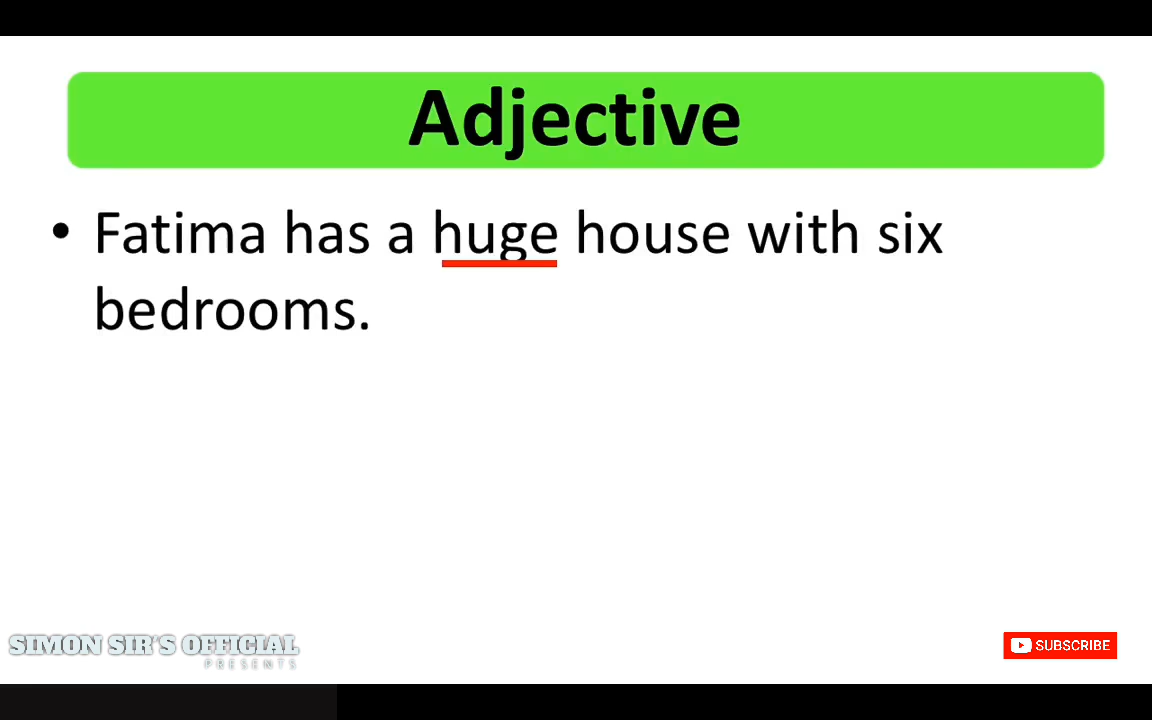 Adjective
• Fatima has a huge house with six
bedrooms.
SIMON SIR'S OFFICIAL
PRESENTS
SUBSCRIBE